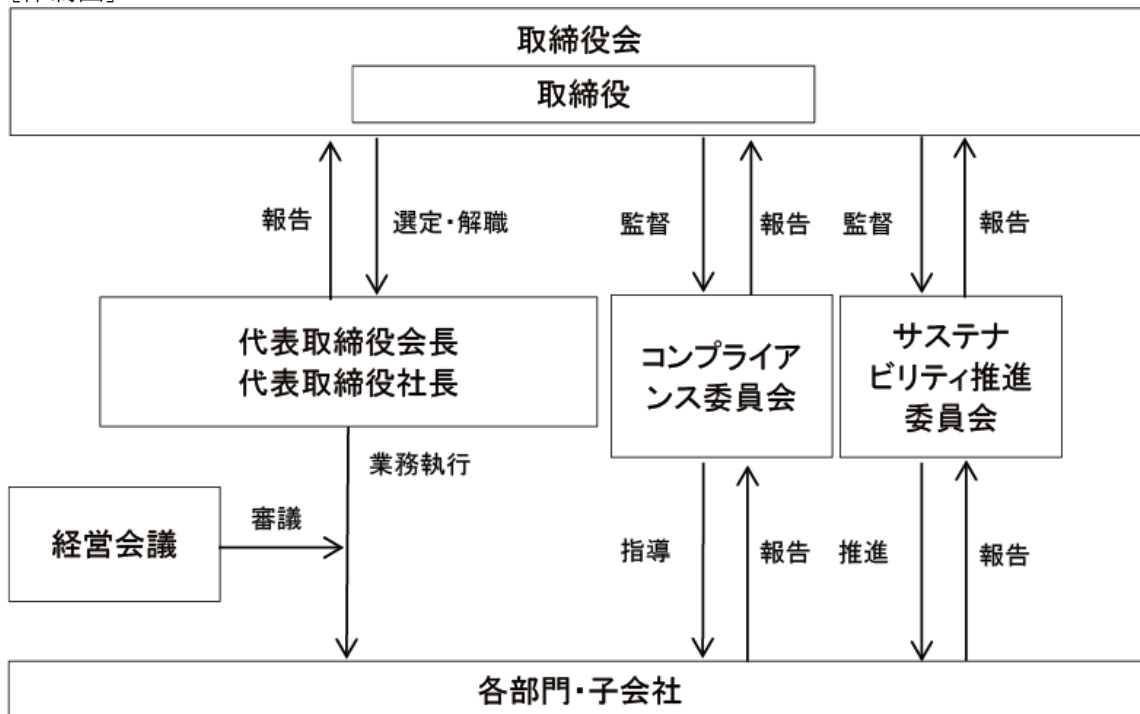 取締役会
取締役
報告
選定・解職
監督
報告
監督
報告
代表取締役会長
代表取締役社長
コンプライア
ンス委員会
サステナ
ビリティ推進
委員会
業務執行
経営会議
審議
指導
報告
推進
報告
各部門・子会社